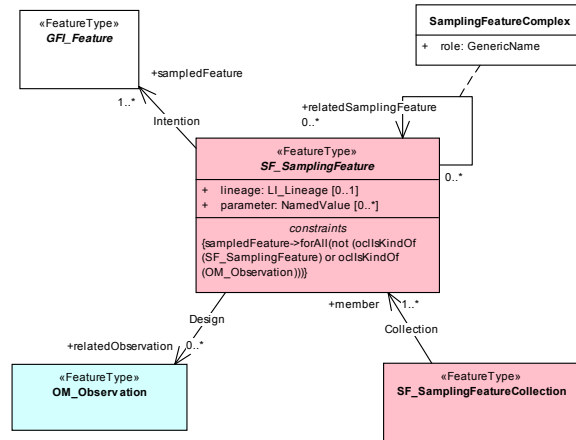 «FeatureType»
GFI_Feature
SamplingFeatureComplex
+ role: GenericName
+sampledFeature
1..*
Intention
+relatedSamplingFeature
0..*
«FeatureType»
SF_SamplingFeature
0..*
+ lineage: LI_Lineage [0..1]
+ parameter: NamedValue [0..*]
constraints
{sampledFeature->forAll(not (oclIsKindOf
(SF_SamplingFeature) or oclIsKindOf
(OM_Observation)))}
+member
1..*
Design
Collection
+relatedObservation
0..*
«FeatureType»
OM_Observation
«FeatureType»
SF_SamplingFeatureCollection